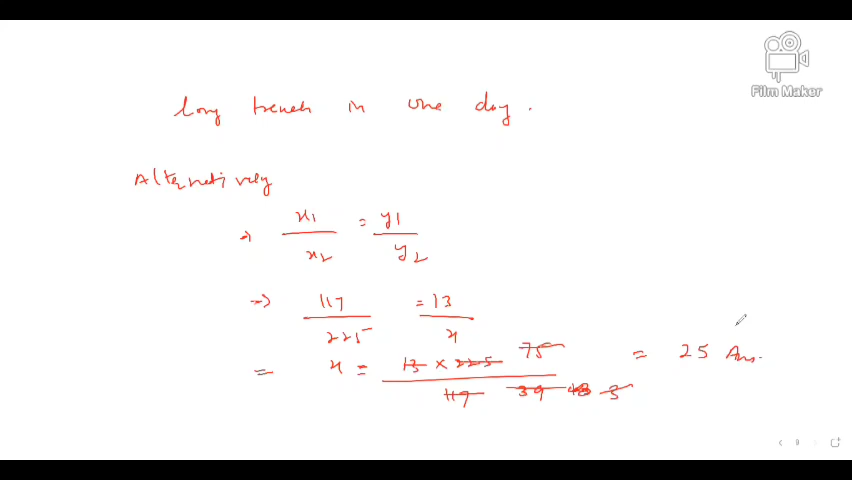 Film Maker
long trench in one day.
Alternatively
⇒ x1/x2 = y1/y2
⇒ 117/225 = 13/x
= x = 13 × 225 75 / 117 39 13 3 = 25 Ans.